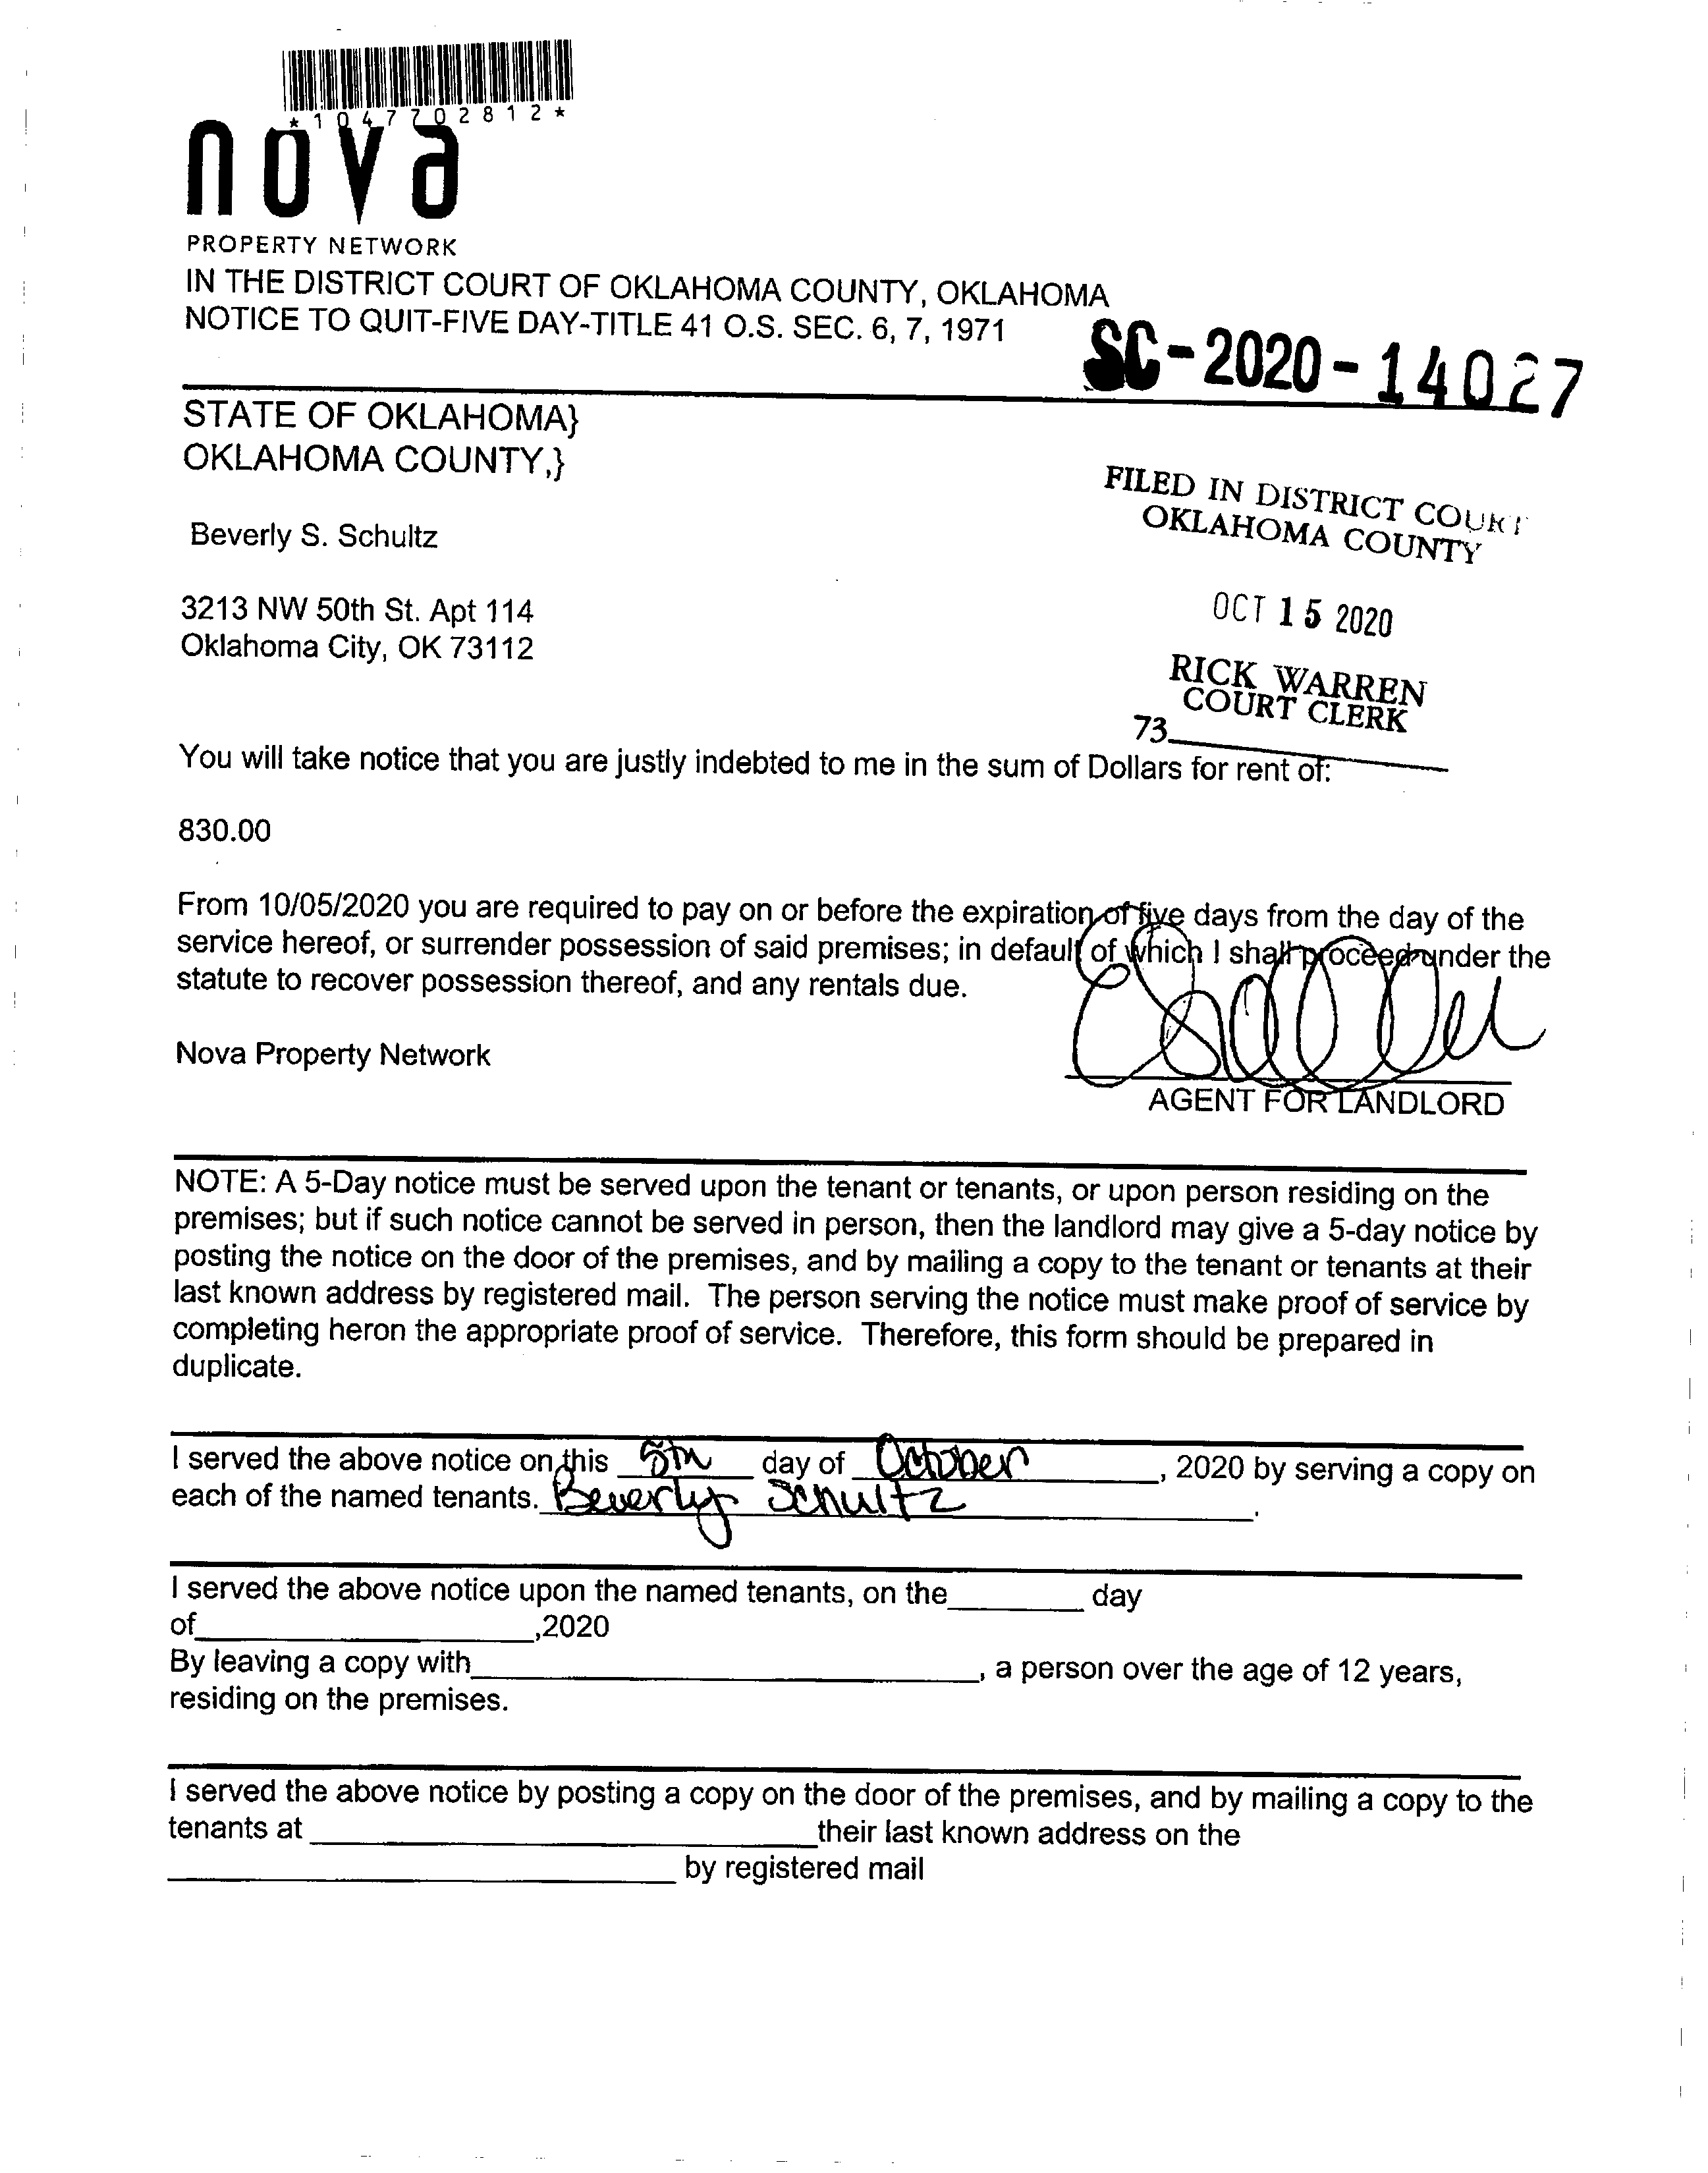 *1047702812*
nova
PROPERTY NETWORK
IN THE DISTRICT COURT OF OKLAHOMA COUNTY, OKLAHOMA
NOTICE TO QUIT-FIVE DAY-TITLE 41 O.S. SEC. 6, 7, 1971
SC-2020-14027
STATE OF OKLAHOMA}
OKLAHOMA COUNTY,}
FILED IN DISTRICT COURT
OKLAHOMA COUNTY
Beverly S. Schultz
3213 NW 50th St. Apt 114
Oklahoma City, OK 73112
OCT 15 2020
RICK WARREN
COURT CLERK
73
You will take notice that you are justly indebted to me in the sum of Dollars for rent of:
830.00
From 10/05/2020 you are required to pay on or before the expiration of five days from the day of the
service hereof, or surrender possession of said premises; in default of which I shall proceed under the
statute to recover possession thereof, and any rentals due.
Nova Property Network
AGENT FOR LANDLORD
NOTE: A 5-Day notice must be served upon the tenant or tenants, or upon person residing on the
premises; but if such notice cannot be served in person, then the landlord may give a 5-day notice by
posting the notice on the door of the premises, and by mailing a copy to the tenant or tenants at their
last known address by registered mail. The person serving the notice must make proof of service by
completing heron the appropriate proof of service. Therefore, this form should be prepared in
duplicate.
I served the above notice on this 5th day of October, 2020 by serving a copy on
each of the named tenants. Beverly Schultz.
I served the above notice upon the named tenants, on the________ day
of____________________,2020
By leaving a copy with______________________________, a person over the age of 12 years,
residing on the premises.
I served the above notice by posting a copy on the door of the premises, and by mailing a copy to the
tenants at ______________________________their last known address on the
______________________________ by registered mail